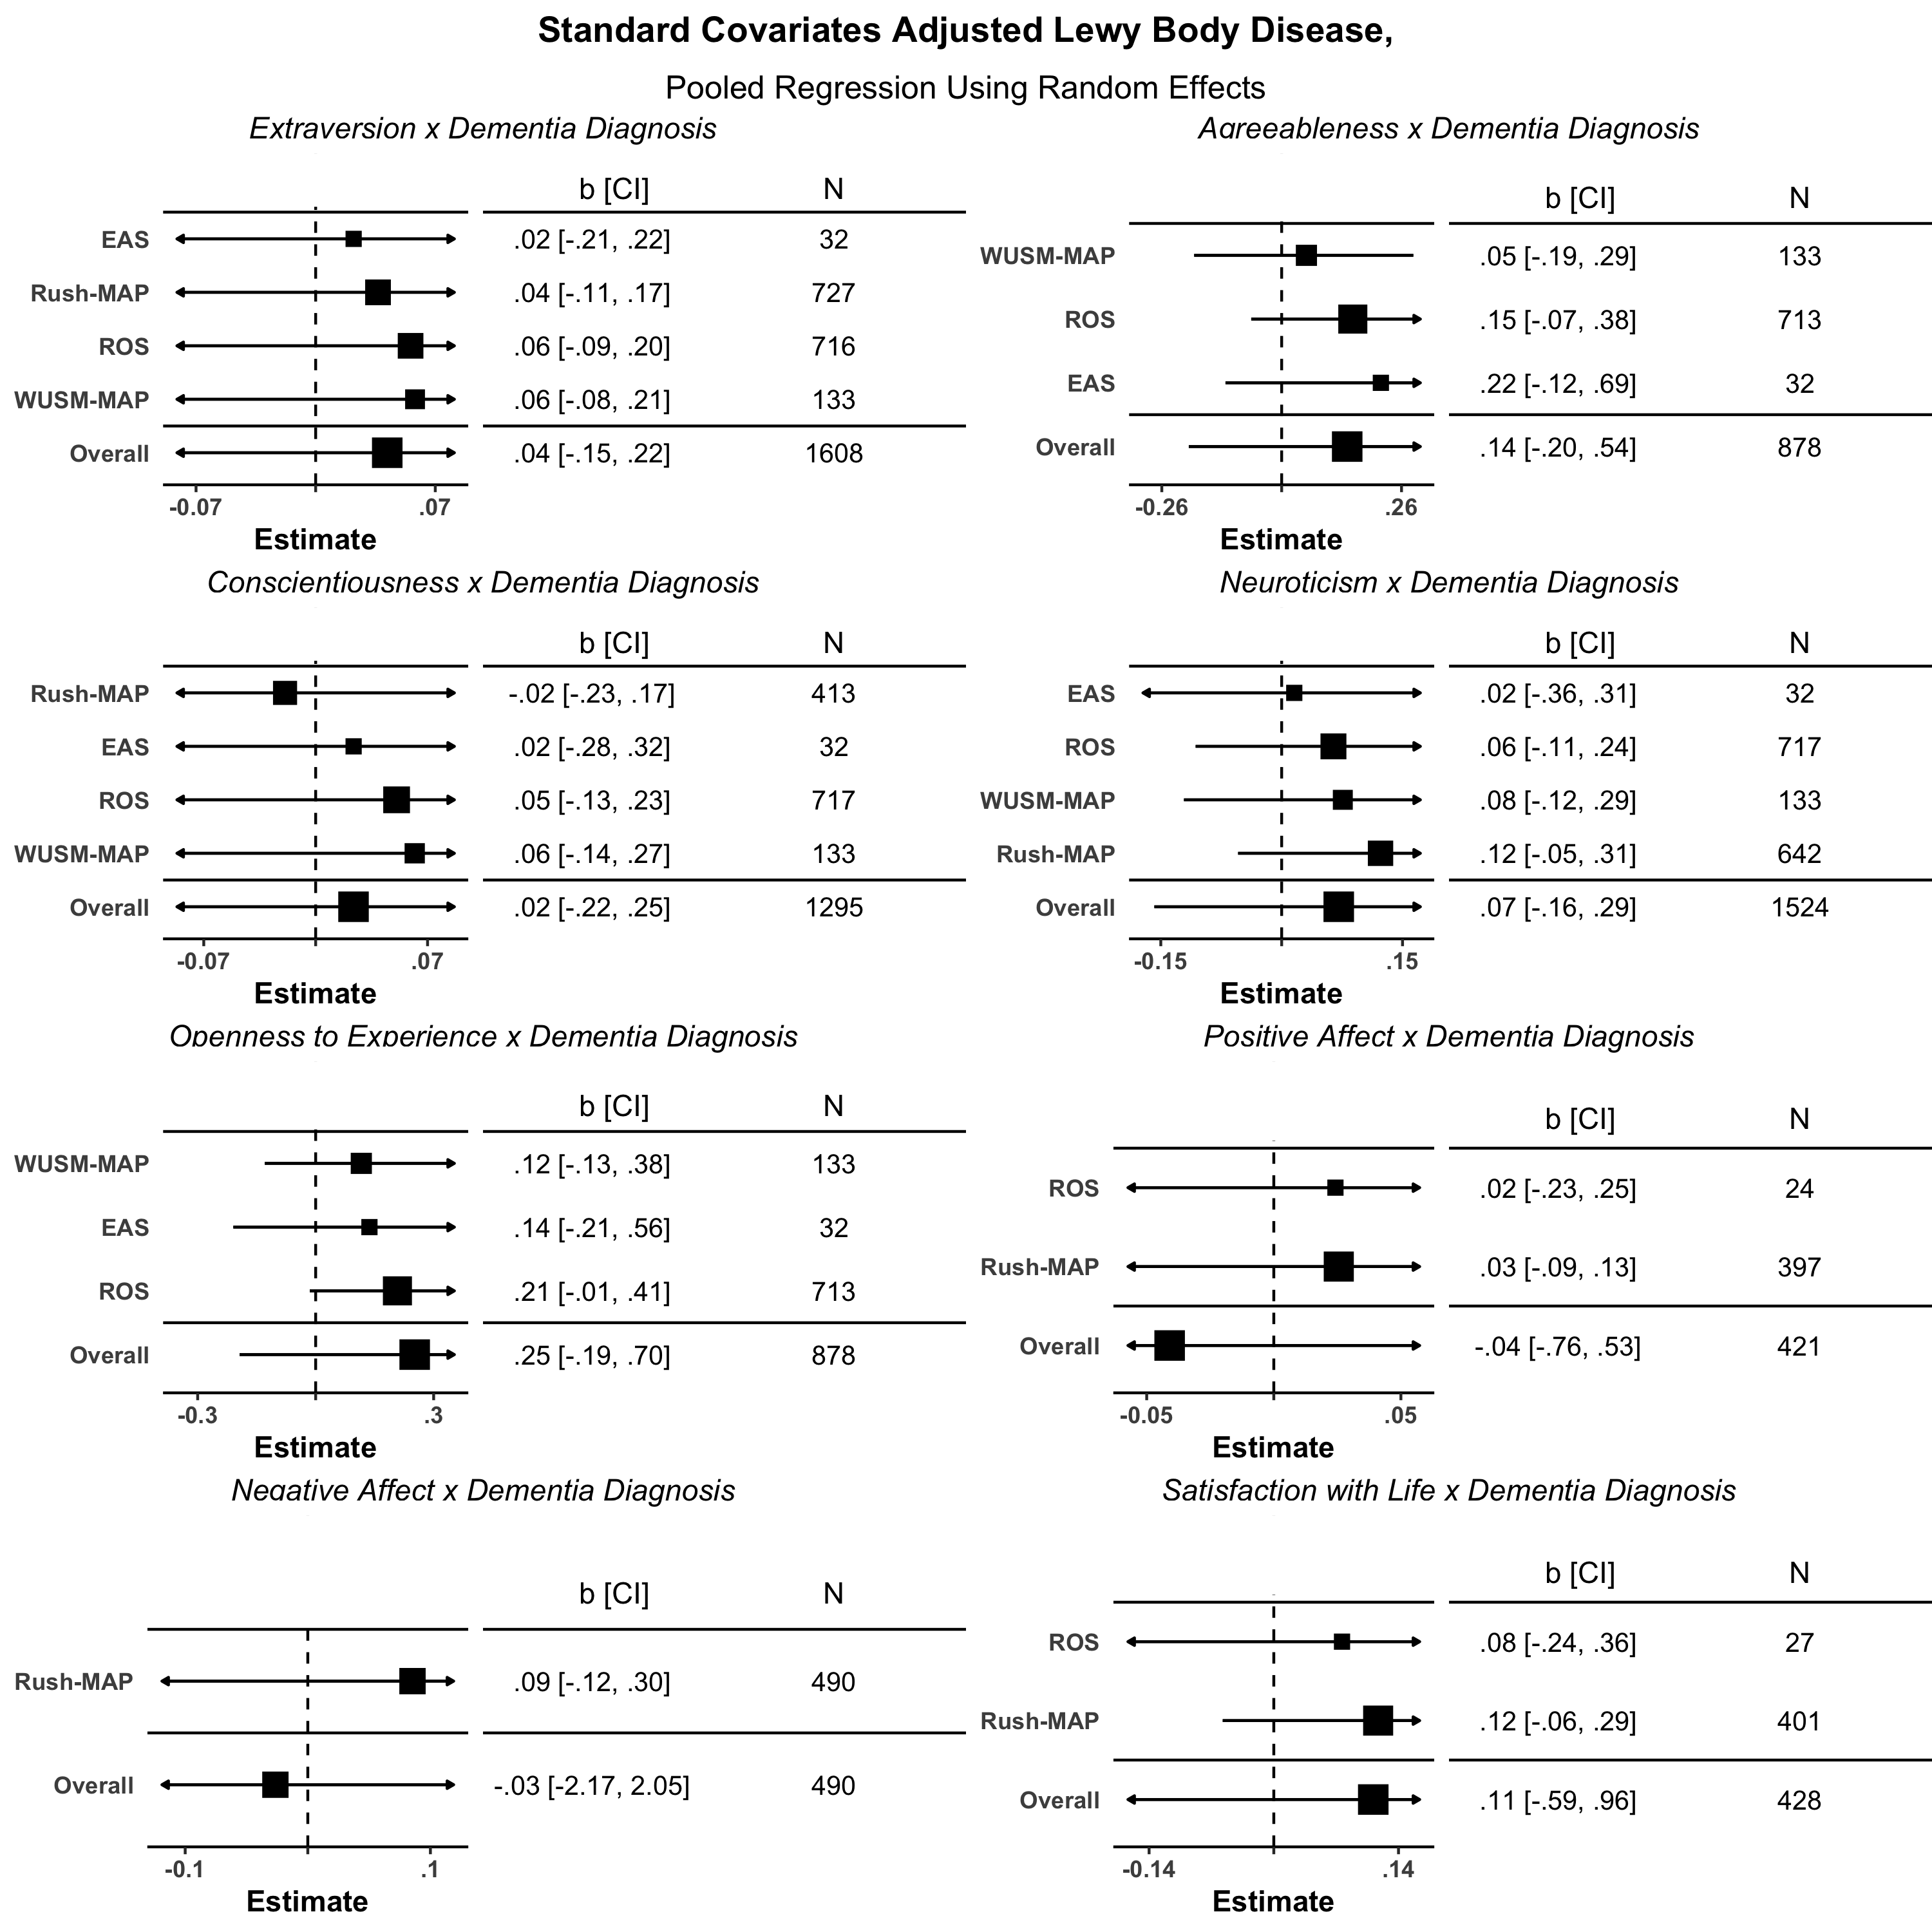 Standard Covariates Adjusted Lewy Body Disease,
Pooled Regression Using Random Effects
Extraversion x Dementia Diagnosis
b [CI] N
EAS .02 [-.21, .22] 32
Rush-MAP .04 [-.11, .17] 727
ROS .06 [-.09, .20] 716
WUSM-MAP .06 [-.08, .21] 133
Overall .04 [-.15, .22] 1608
-0.07 .07
Estimate
Agreeableness x Dementia Diagnosis
b [CI] N
WUSM-MAP .05 [-.19, .29] 133
ROS .15 [-.07, .38] 713
EAS .22 [-.12, .69] 32
Overall .14 [-.20, .54] 878
-0.26 .26
Estimate
Conscientiousness x Dementia Diagnosis
b [CI] N
Rush-MAP -.02 [-.23, .17] 413
EAS .02 [-.28, .32] 32
ROS .05 [-.13, .23] 717
WUSM-MAP .06 [-.14, .27] 133
Overall .02 [-.22, .25] 1295
-0.07 .07
Estimate
Neuroticism x Dementia Diagnosis
b [CI] N
EAS .02 [-.36, .31] 32
ROS .06 [-.11, .24] 717
WUSM-MAP .08 [-.12, .29] 133
Rush-MAP .12 [-.05, .31] 642
Overall .07 [-.16, .29] 1524
-0.15 .15
Estimate
Openness to Experience x Dementia Diagnosis
b [CI] N
WUSM-MAP .12 [-.13, .38] 133
EAS .14 [-.21, .56] 32
ROS .21 [-.01, .41] 713
Overall .25 [-.19, .70] 878
-0.3 .3
Estimate
Positive Affect x Dementia Diagnosis
b [CI] N
ROS .02 [-.23, .25] 24
Rush-MAP .03 [-.09, .13] 397
Overall -.04 [-.76, .53] 421
-0.05 .05
Estimate
Negative Affect x Dementia Diagnosis
b [CI] N
Rush-MAP .09 [-.12, .30] 490
Overall -.03 [-2.17, 2.05] 490
-0.1 .1
Estimate
Satisfaction with Life x Dementia Diagnosis
b [CI] N
ROS .08 [-.24, .36] 27
Rush-MAP .12 [-.06, .29] 401
Overall .11 [-.59, .96] 428
-0.14 .14
Estimate